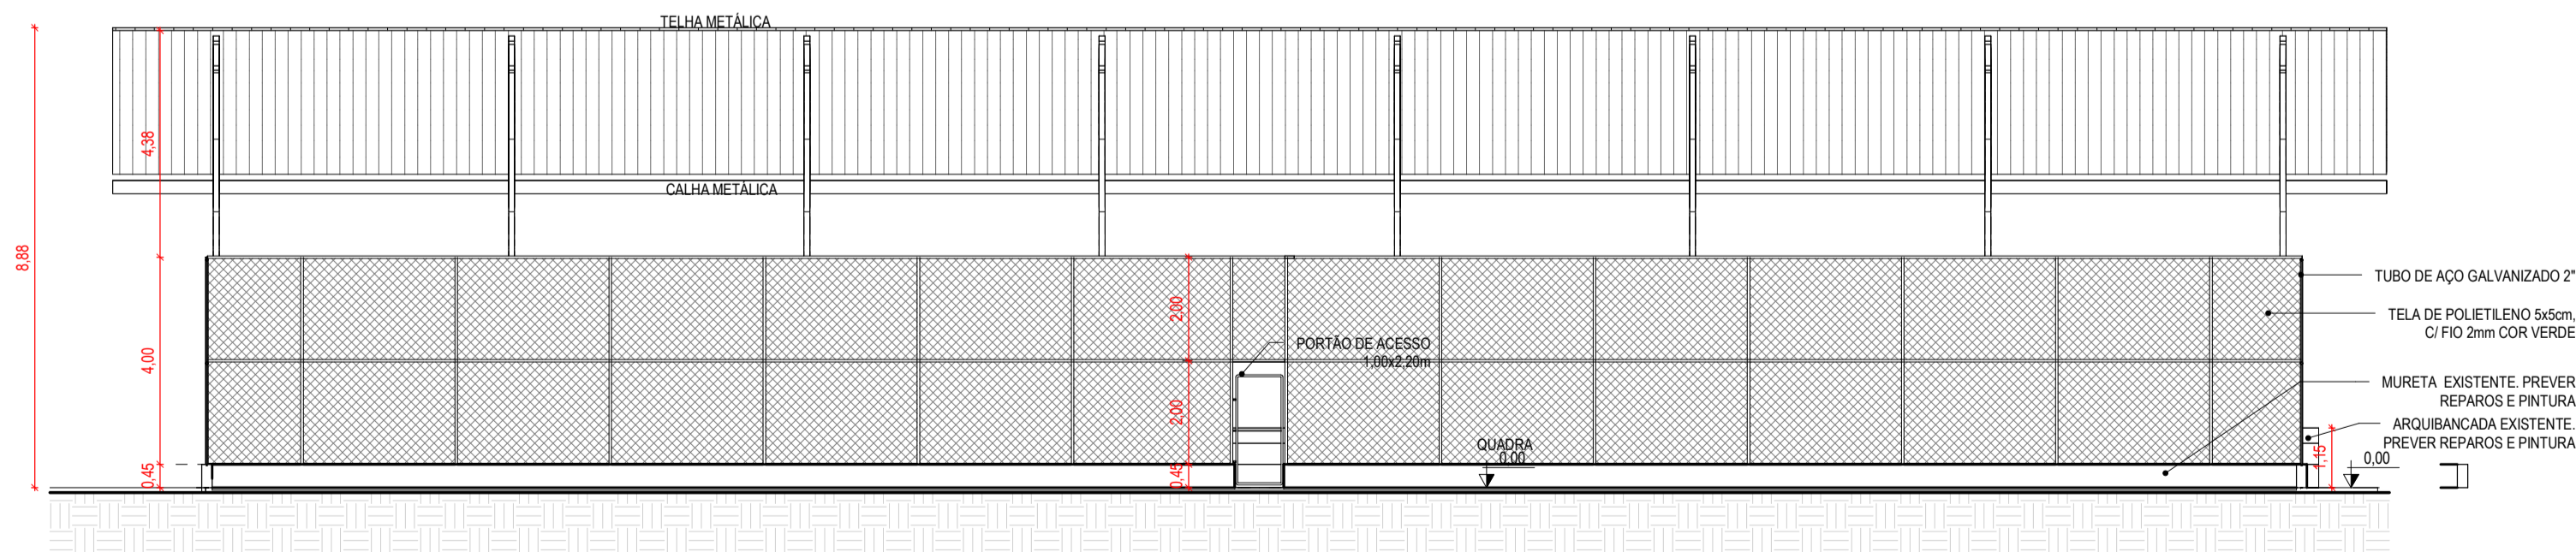 TELHA METÁLICA
4,38
CALHA METÁLICA
8,88
2,00
TUBO DE AÇO GALVANIZADO 2"
TELA DE POLIETILENO 5x5cm,
C/ FIO 2mm COR VERDE
PORTÃO DE ACESSO
1,00x2,20m
4,00
MURETA EXISTENTE. PREVER
REPAROS E PINTURA
2,00
ARQUIBANCADA EXISTENTE.
PREVER REPAROS E PINTURA
QUADRA
0,00
1,15
0,00
0,45
0,45